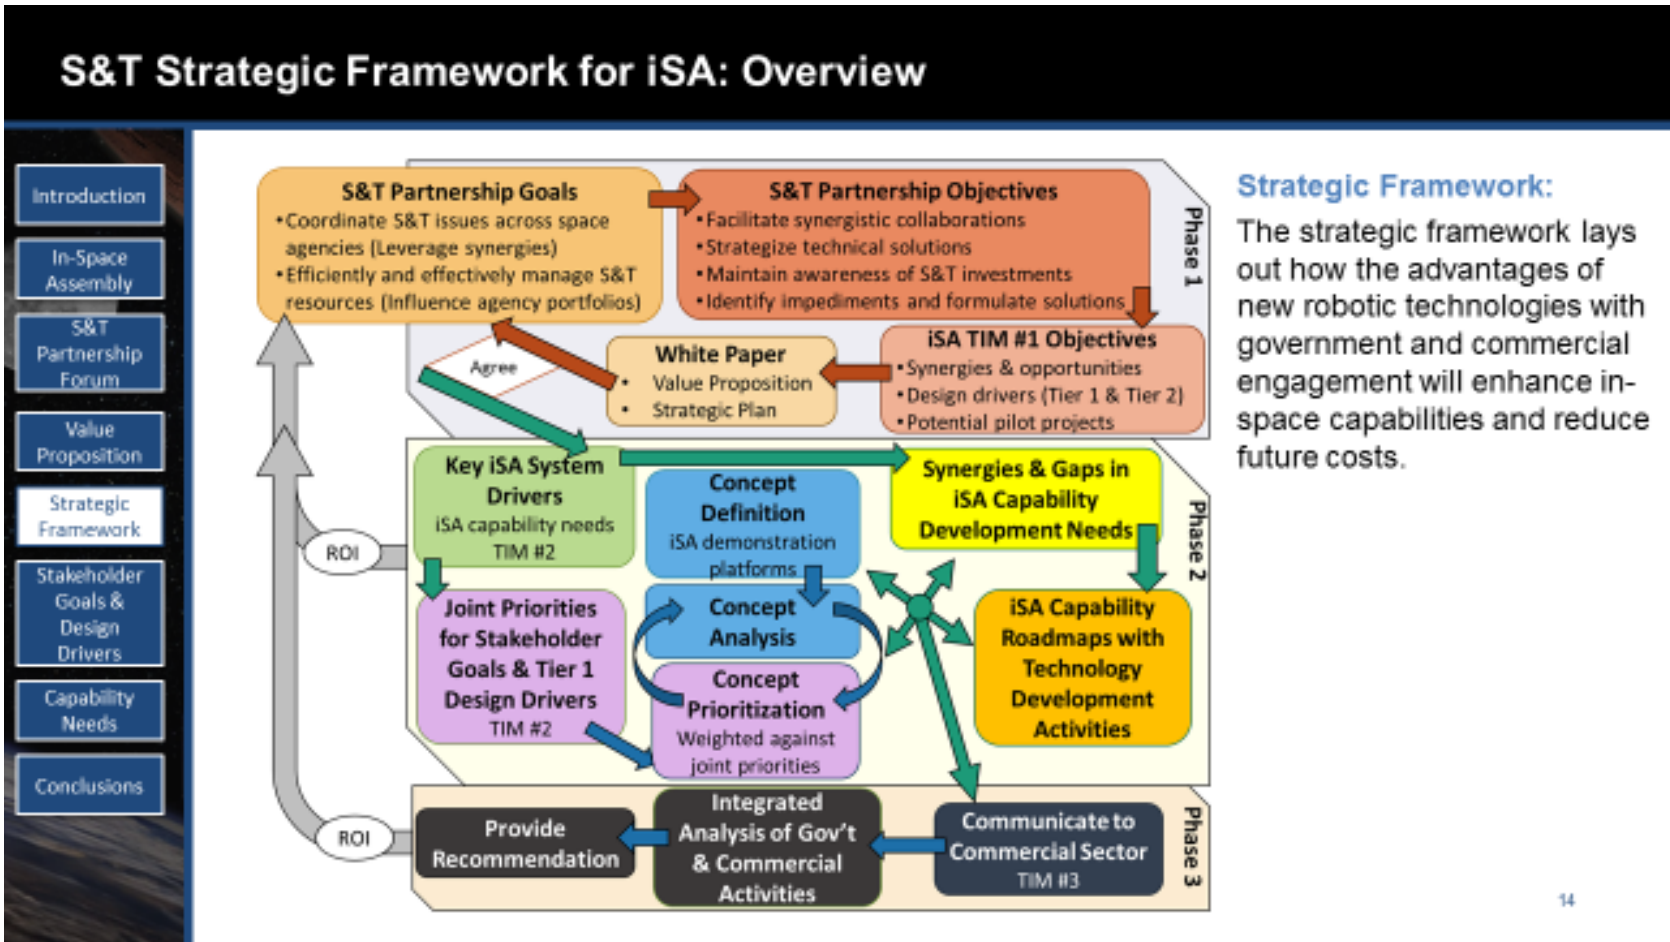 S&T Strategic Framework for iSA: Overview
Introduction
In-Space
Assembly
S&T
Partnership
Forum
Value
Proposition
Strategic
Framework
Stakeholder
Goals &
Design
Drivers
Capability
Needs
Conclusions
S&T Partnership Goals
•Coordinate S&T issues across space
agencies (Leverage synergies)
•Efficiently and effectively manage S&T
resources (Influence agency portfolios)
S&T Partnership Objectives
•Facilitate synergistic collaborations
•Strategize technical solutions
•Maintain awareness of S&T investments
•Identify impediments and formulate solutions
Phase 1
iSA TIM #1 Objectives
•Synergies & opportunities
•Design drivers (Tier 1 & Tier 2)
•Potential pilot projects
White Paper
• Value Proposition
• Strategic Plan
Agree
Key iSA System
Drivers
iSA capability needs
TIM #2
Concept
Definition
iSA demonstration
platforms
Synergies & Gaps in
iSA Capability
Development Needs
Phase 2
ROI
Joint Priorities
for Stakeholder
Goals & Tier 1
Design Drivers
TIM #2
Concept
Analysis
Concept
Prioritization
Weighted against
joint priorities
iSA Capability
Roadmaps with
Technology
Development
Activities
ROI
Provide
Recommendation
Integrated
Analysis of Gov't
& Commercial
Activities
Communicate to
Commercial Sector
TIM #3
Phase 3
Strategic Framework:
The strategic framework lays
out how the advantages of
new robotic technologies with
government and commercial
engagement will enhance in-
space capabilities and reduce
future costs.
14